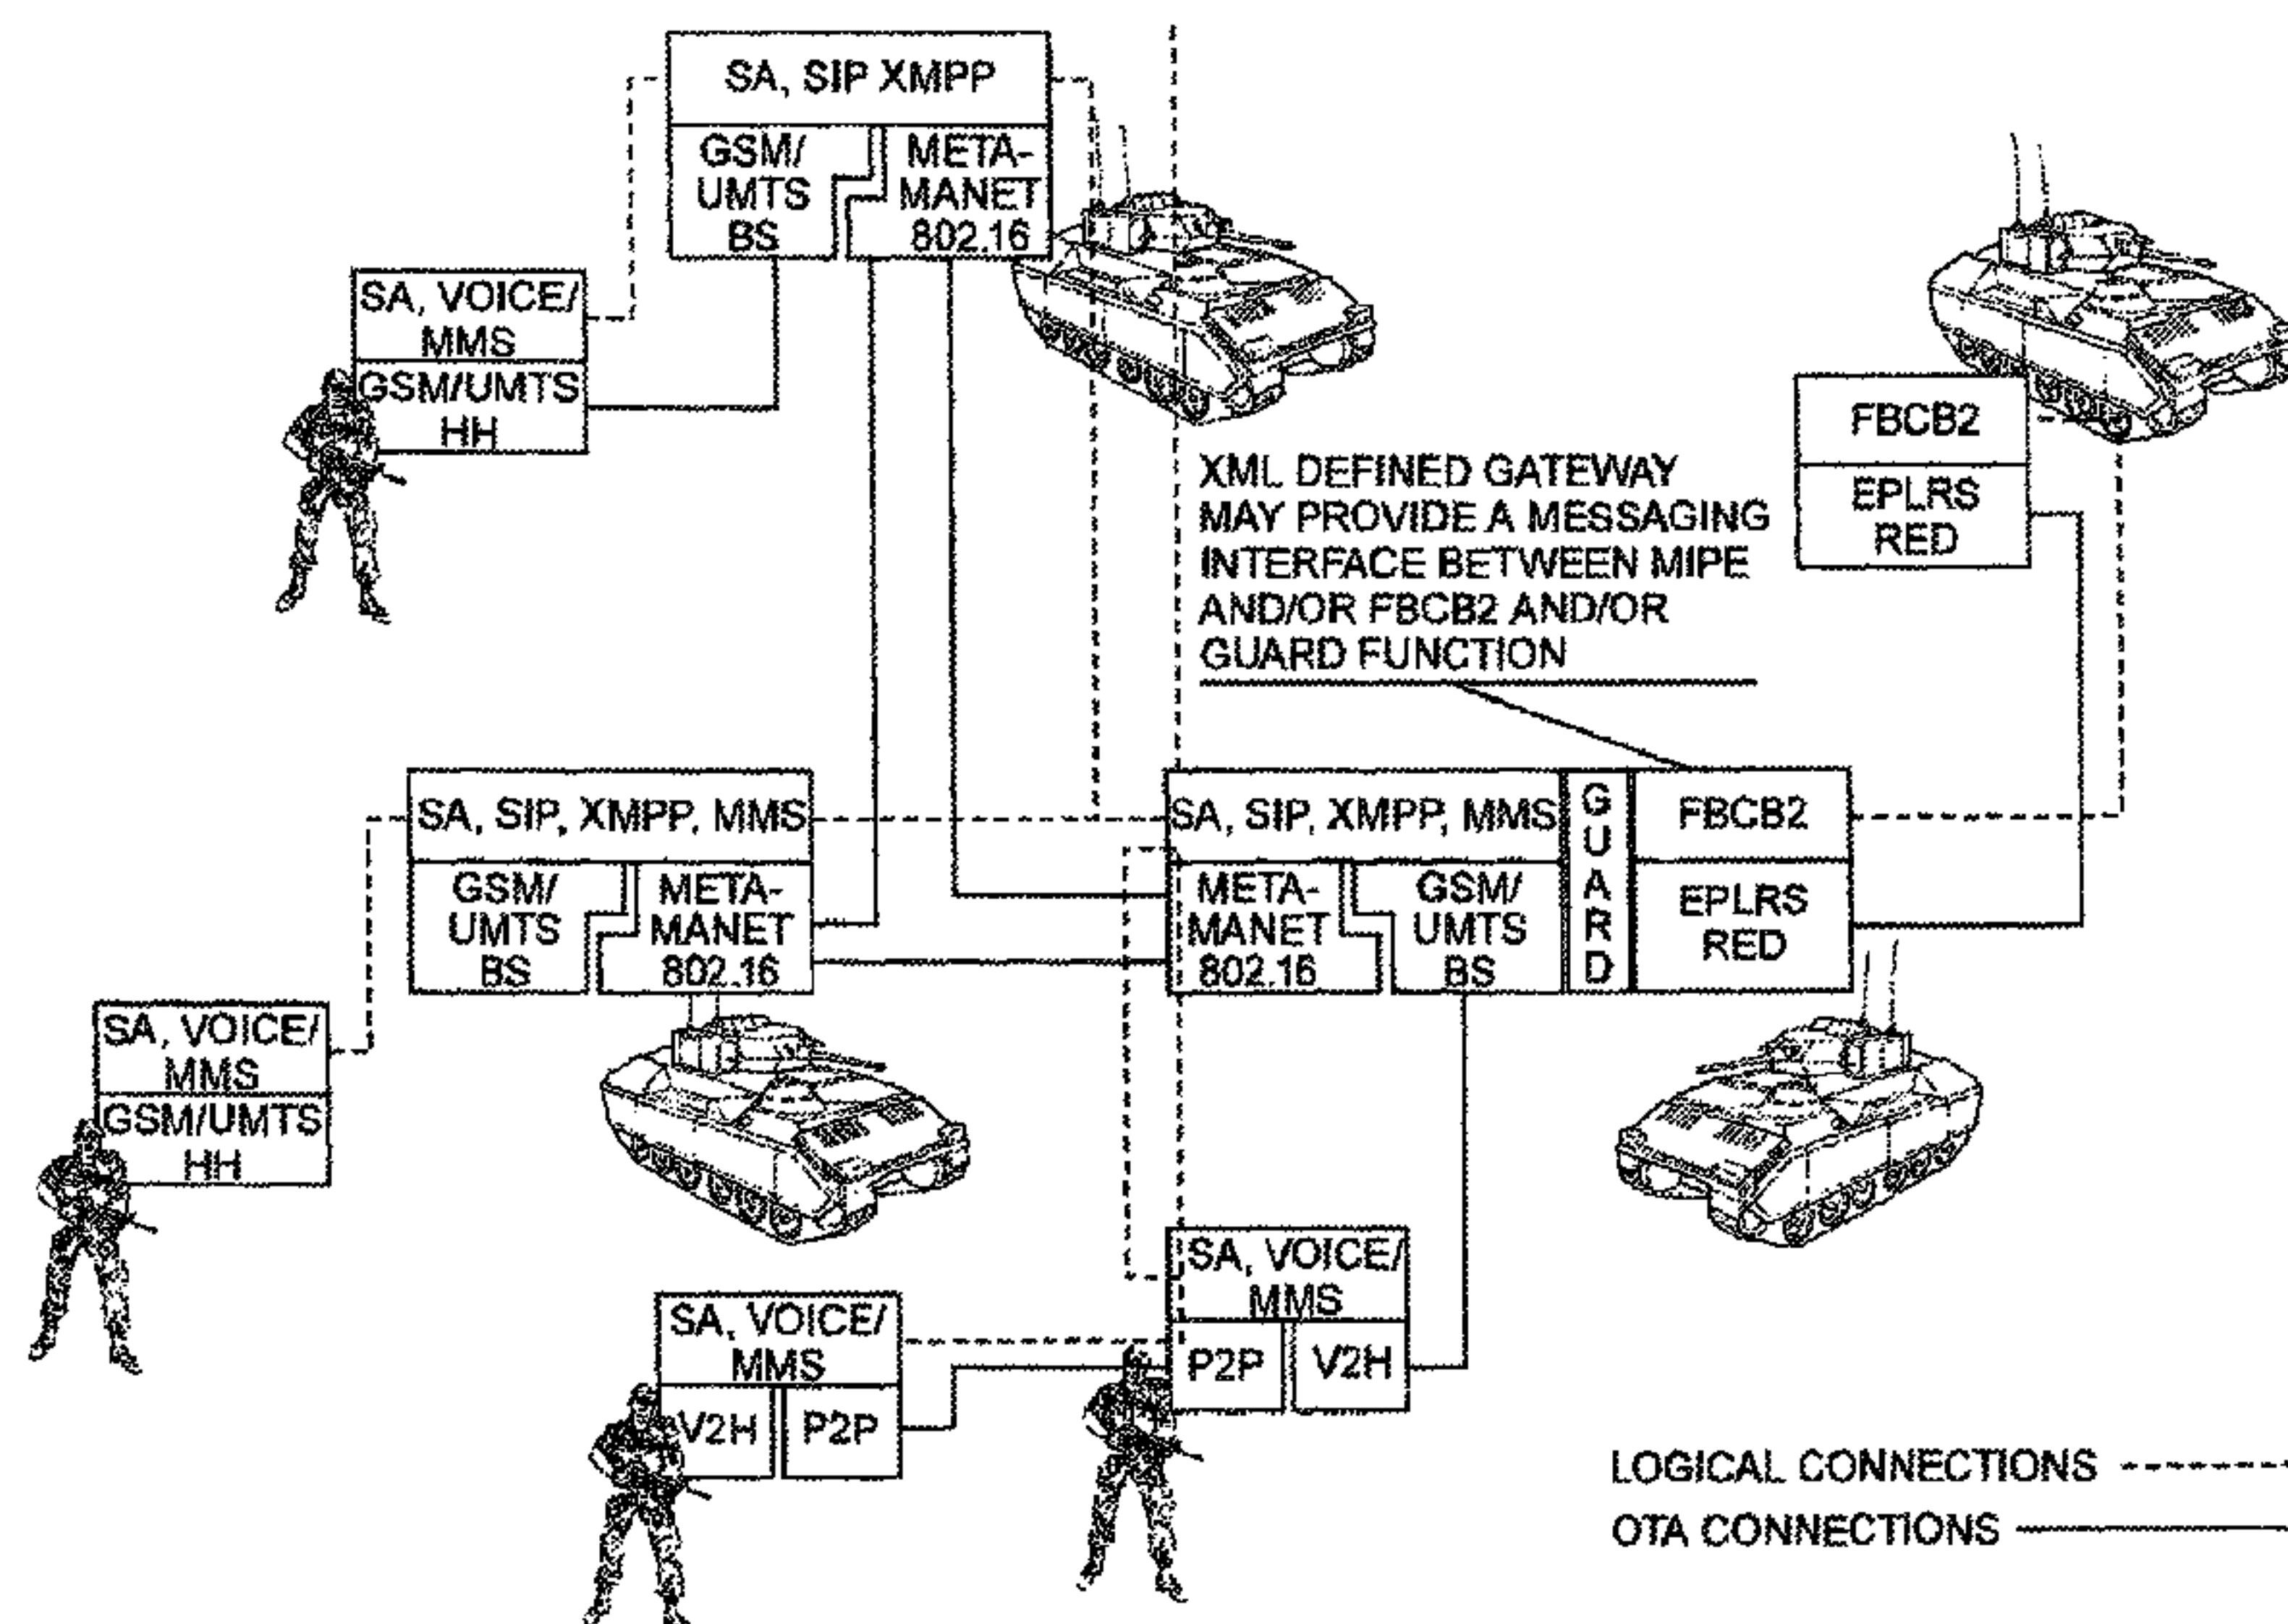 SA, SIP XMPP
GSM/
UMTS
BS
META-
MANET
802.16
SA, VOICE/
MMS
GSM/UMTS
HH
FBCB2
EPLRS
RED
XML DEFINED GATEWAY
MAY PROVIDE A MESSAGING
INTERFACE BETWEEN MIPE
AND/OR FBCB2 AND/OR
GUARD FUNCTION
SA, SIP, XMPP, MMS
GSM/
UMTS
BS
META-
MANET
802.16
SA, SIP, XMPP, MMS
META-
MANET
802.16
GSM/
UMTS
BS
GUARD
FBCB2
EPLRS
RED
SA, VOICE/
MMS
GSM/UMTS
HH
SA, VOICE/
MMS
P2P
V2H
SA, VOICE/
MMS
V2H
P2P
LOGICAL CONNECTIONS
OTA CONNECTIONS